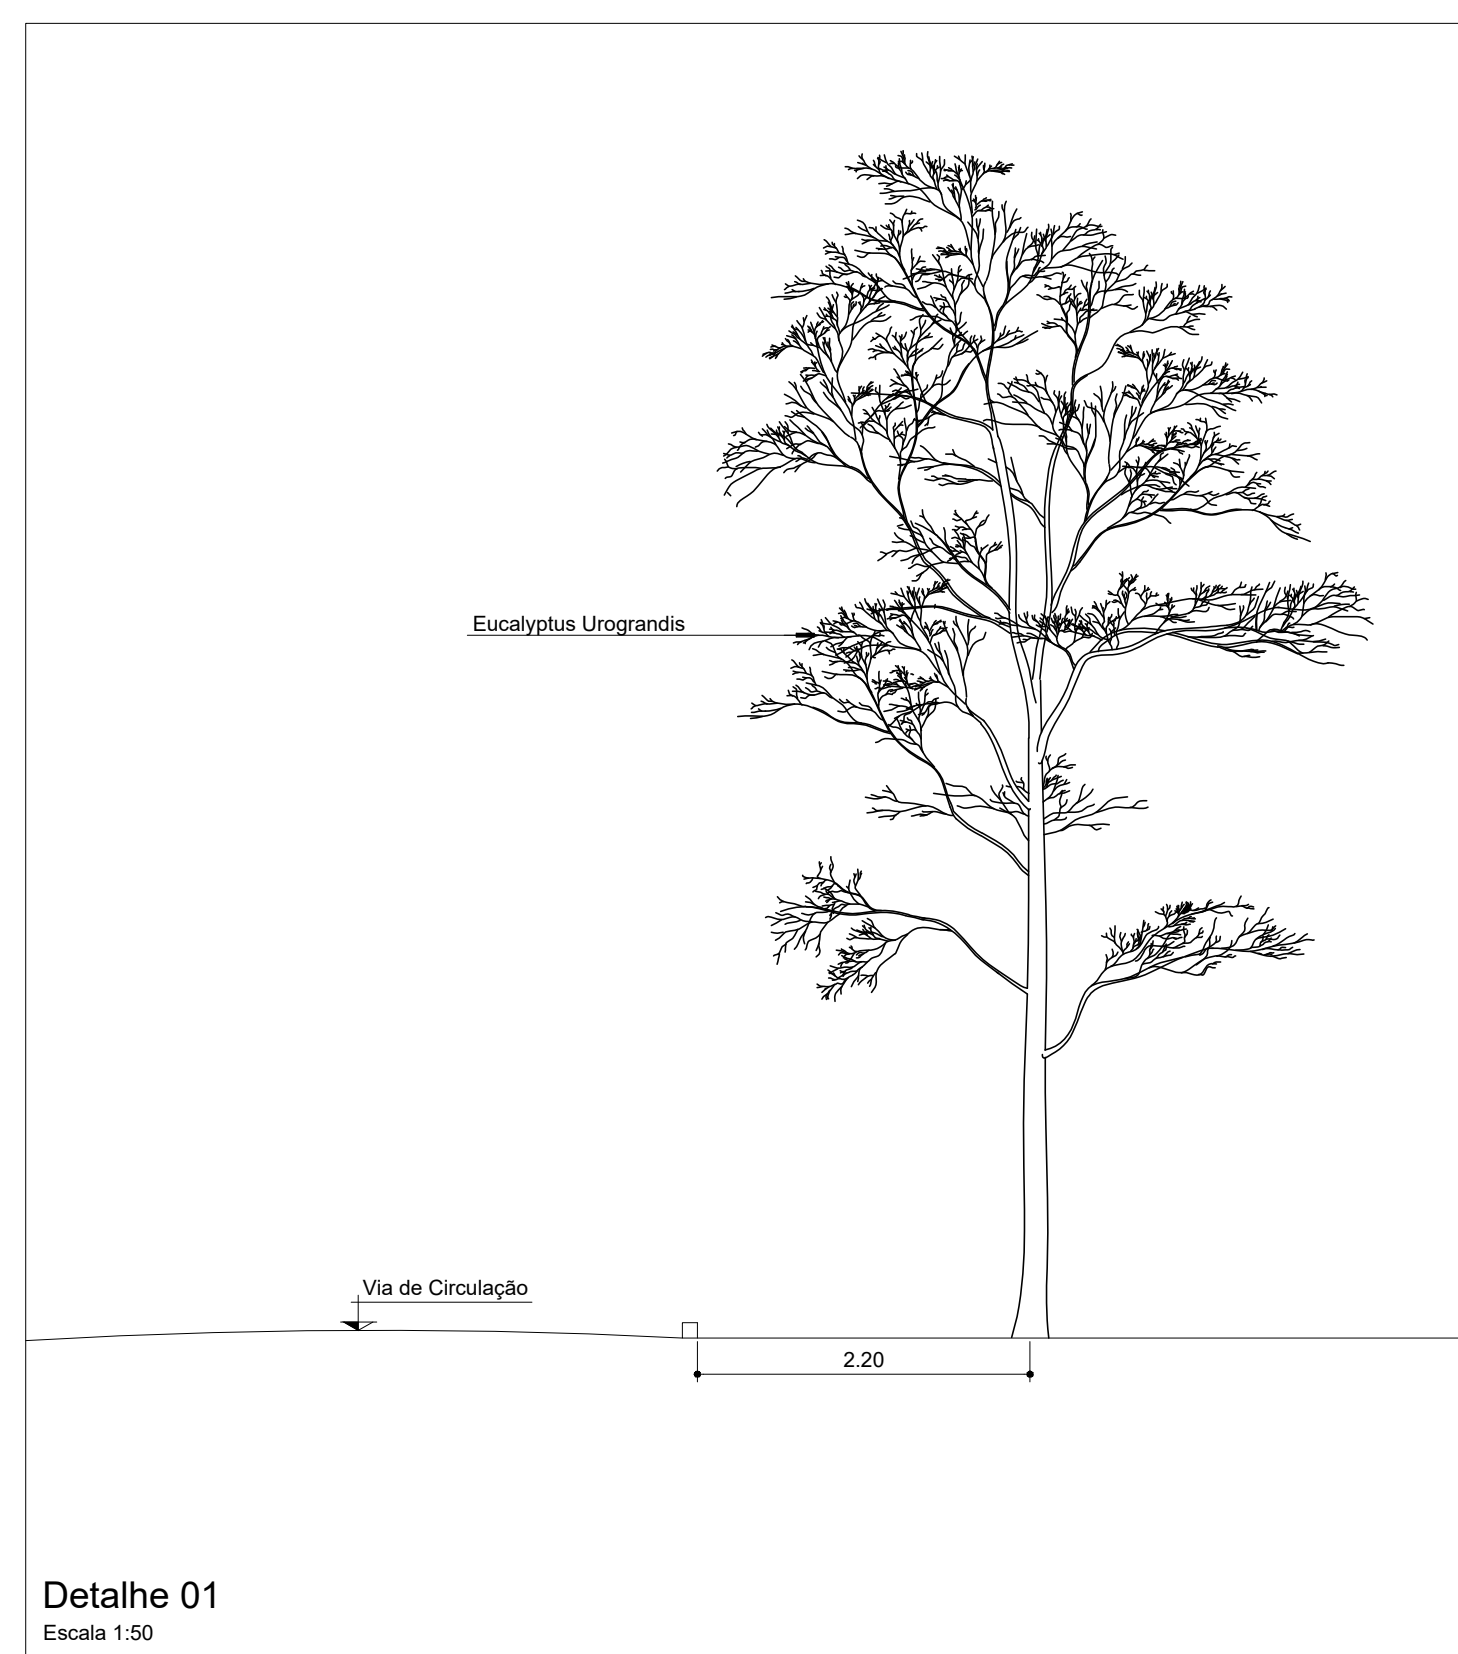 Eucalyptus Urograndis
Via de Circulação
2.20
Detalhe 01
Escala 1:50